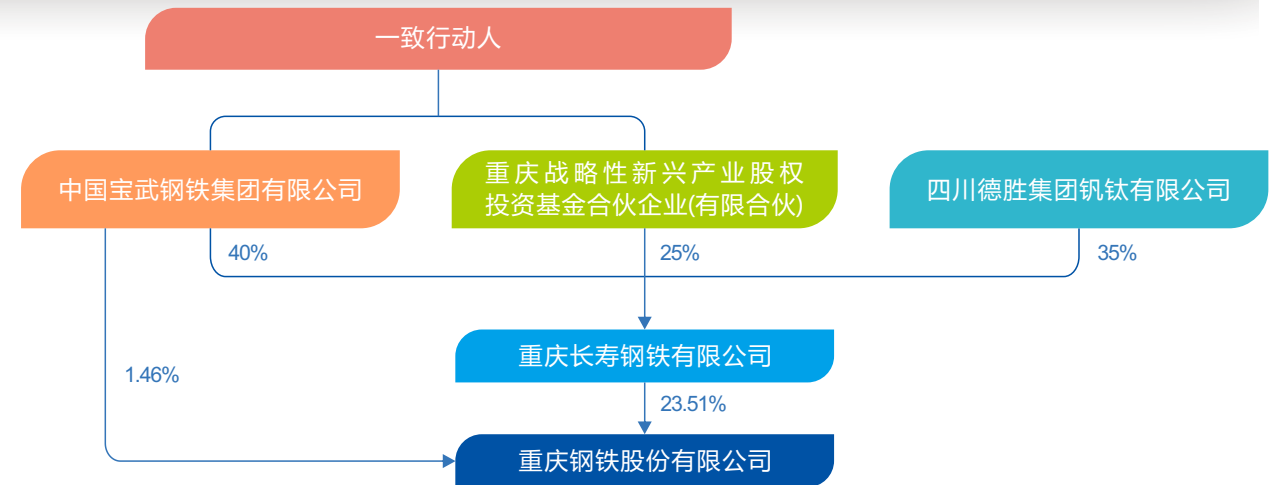 一致行动人
中国宝武钢铁集团有限公司
重庆战略性新兴产业股权
投资基金合伙企业(有限合伙)
四川德胜集团钒钛有限公司
40%
25%
35%
重庆长寿钢铁有限公司
1.46%
23.51%
重庆钢铁股份有限公司